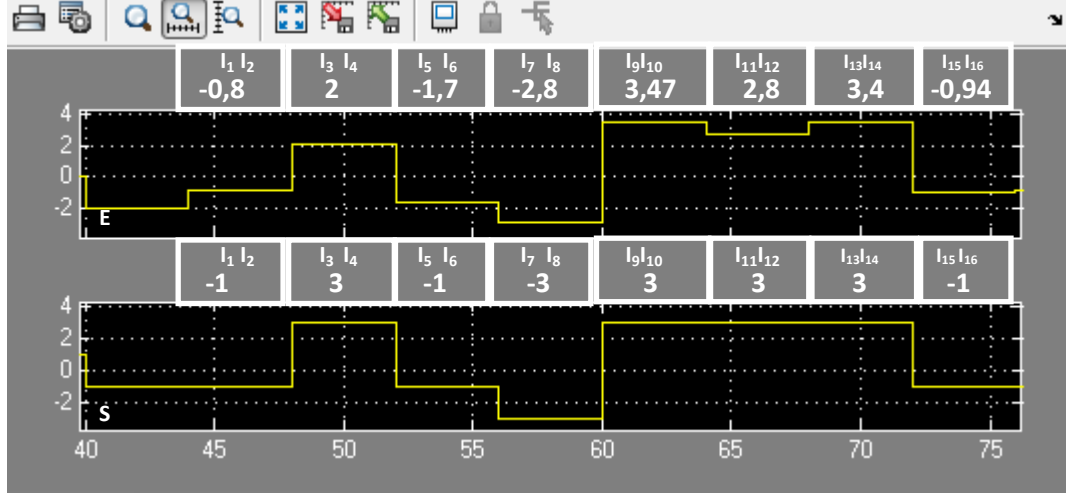 I₁ I₂ I₃ I₄ I₅ I₆ I₇ I₈ I₉I₁₀ I₁₁I₁₂ I₁₃I₁₄ I₁₅ I₁₆
-0,8 2 -1,7 -2,8 3,47 2,8 3,4 -0,94
4
2
0
-2
E
I₁ I₂ I₃ I₄ I₅ I₆ I₇ I₈ I₉I₁₀ I₁₁I₁₂ I₁₃I₁₄ I₁₅ I₁₆
-1 3 -1 -3 3 3 3 -1
4
2
0
-2
S
40 45 50 55 60 65 70 75